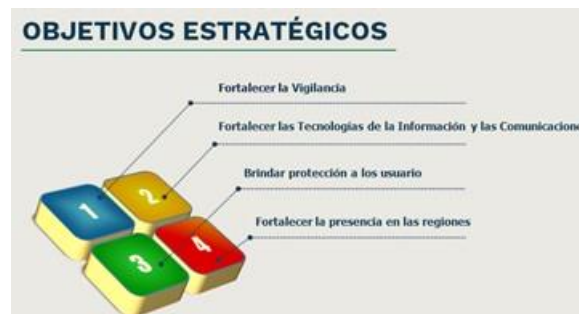 OBJETIVOS ESTRATÉGICOS
Fortalecer la Vigilancia
Fortalecer las Tecnologías de la Información y las Comunicacione
Brindar protección a los usuario
Fortalecer la presencia en las regiones
1
2
3
4